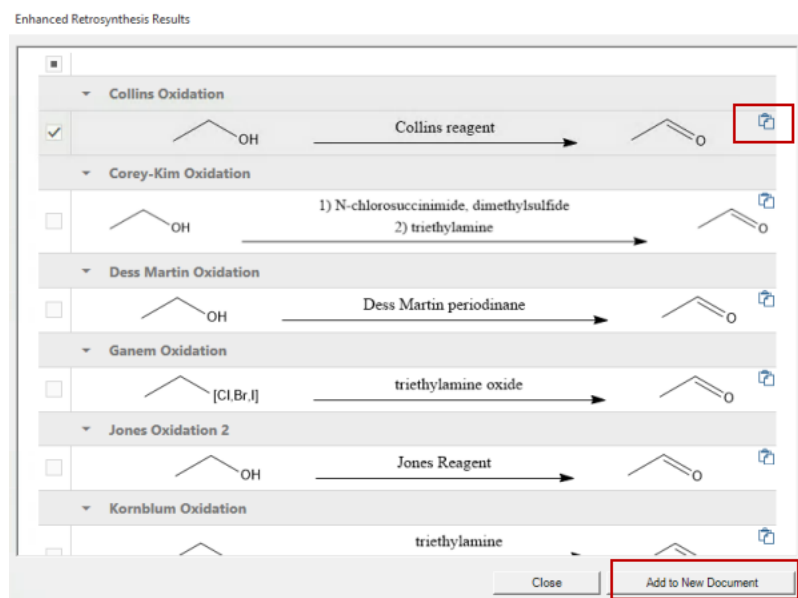 Enhanced Retrosynthesis Results
Collins Oxidation
OH
Collins reagent
O
Corey-Kim Oxidation
OH
1) N-chlorosuccinimide, dimethylsulfide
2) triethylamine
O
Dess Martin Oxidation
OH
Dess Martin periodinane
O
Ganem Oxidation
[Cl,Br,I]
triethylamine oxide
O
Jones Oxidation 2
OH
Jones Reagent
O
Kornblum Oxidation
triethylamine
Close
Add to New Document